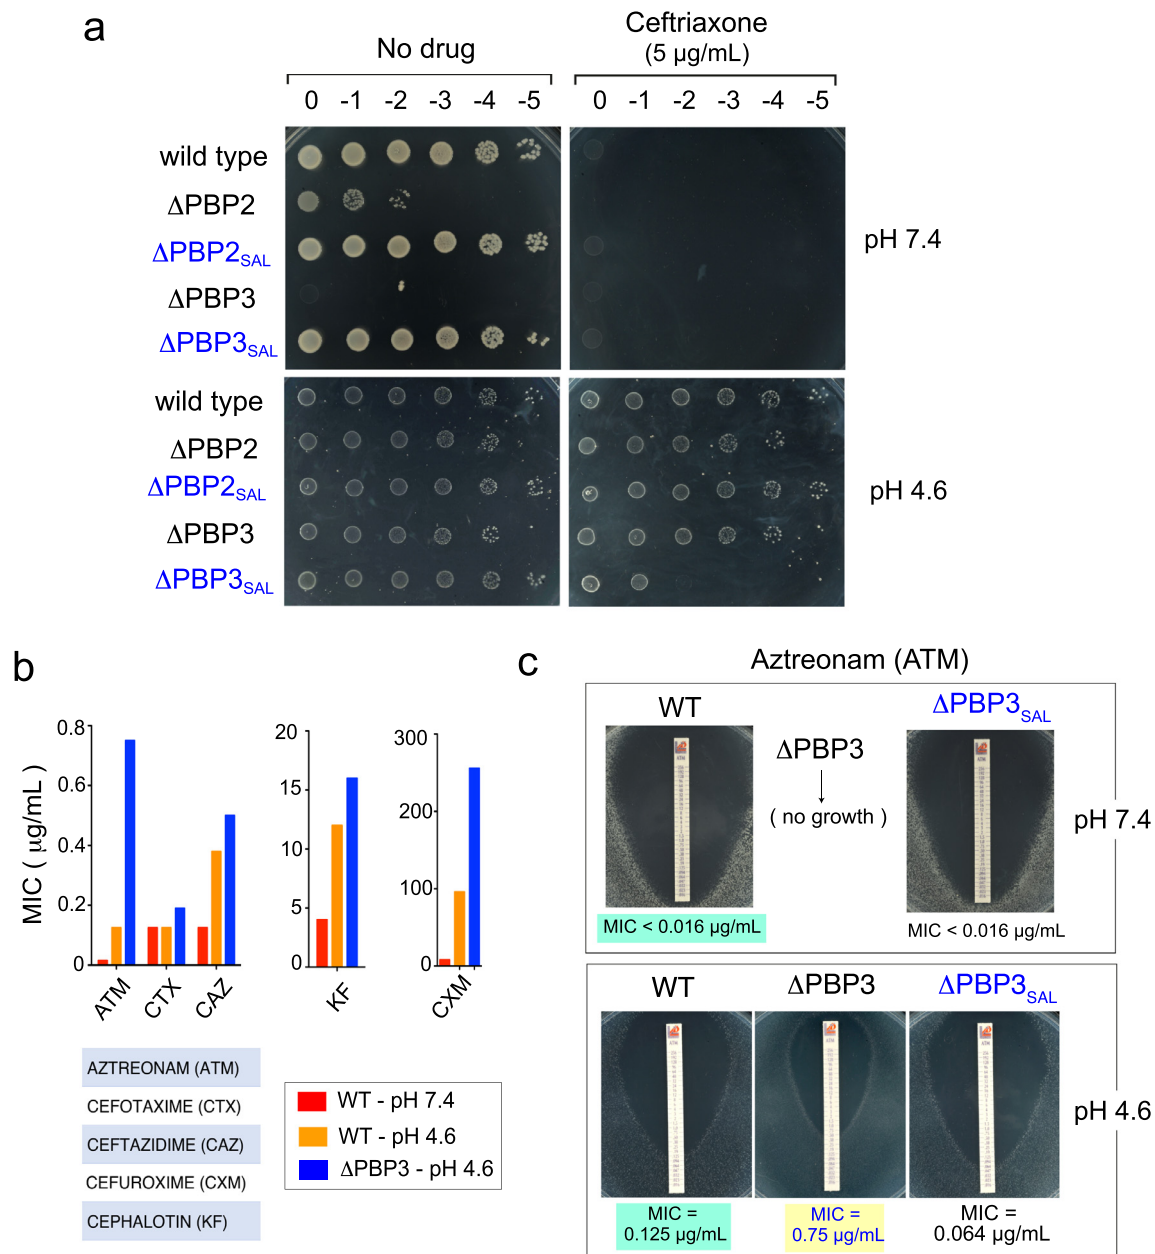 a
No drug
Ceftriaxone
(5 µg/mL)
0 -1 -2 -3 -4 -5
0 -1 -2 -3 -4 -5
wild type
ΔPBP2
ΔPBP2SAL
ΔPBP3
ΔPBP3SAL
pH 7.4
wild type
ΔPBP2
ΔPBP2SAL
ΔPBP3
ΔPBP3SAL
pH 4.6
b
MIC ( µg/mL )
0.8
0.6
0.4
0.2
0
ATM
CTX
CAZ
20
15
10
5
0
KF
300
200
100
0
CXM
AZTREONAM (ATM)
CEFOTAXIME (CTX)
CEFTAZIDIME (CAZ)
CEFUROXIME (CXM)
CEPHALOTIN (KF)
WT - pH 7.4
WT - pH 4.6
ΔPBP3 - pH 4.6
c
Aztreonam (ATM)
WT
ΔPBP3
( no growth )
ΔPBP3SAL
ATM
ATM
MIC < 0.016 µg/mL
MIC < 0.016 µg/mL
pH 7.4
WT
ΔPBP3
ΔPBP3SAL
ATM
ATM
ATM
MIC =
0.125 µg/mL
MIC =
0.75 µg/mL
MIC =
0.064 µg/mL
pH 4.6